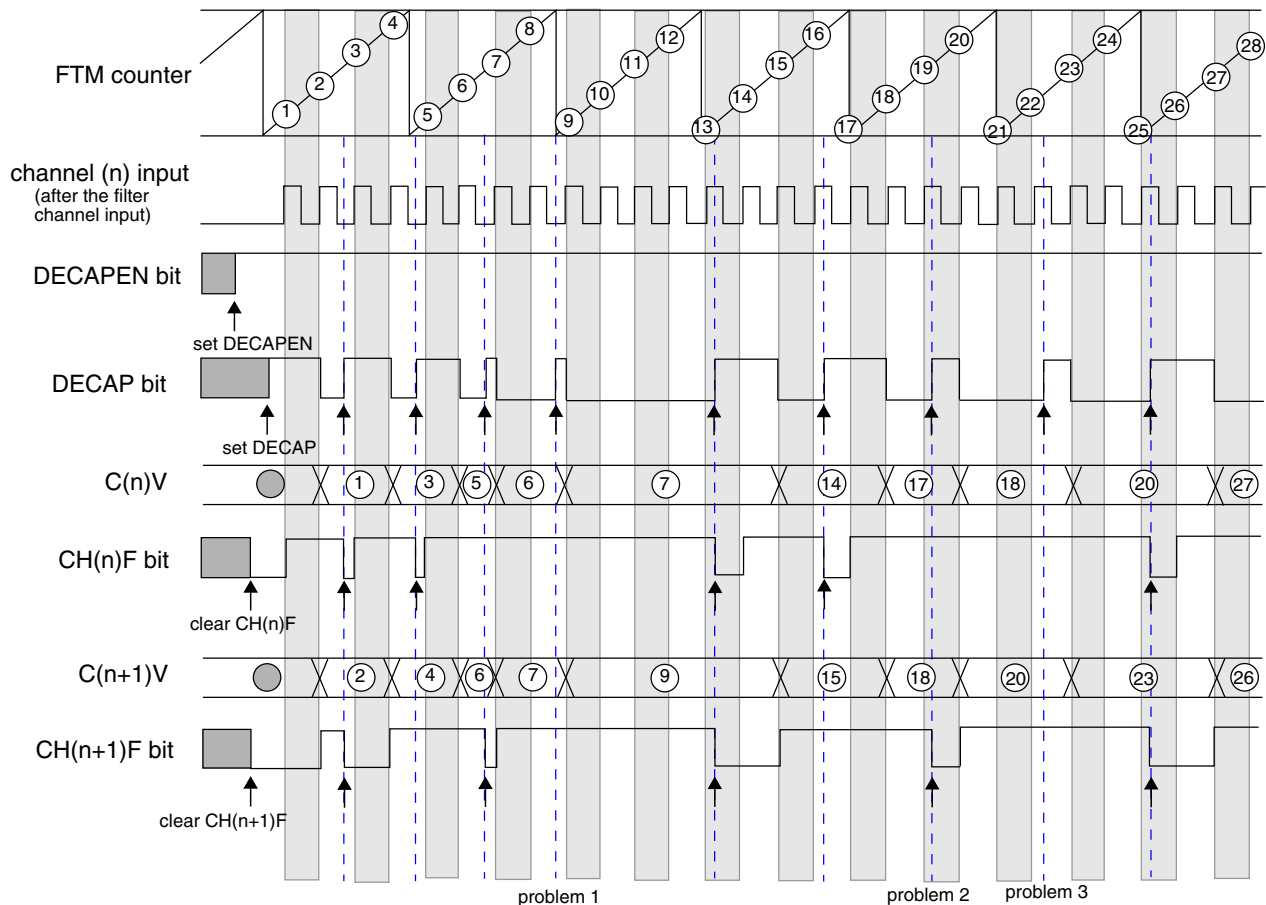 4 8 12 16 20 24 28
3 7 11 15 19 23 27
2 6 10 14 18 22 26
1 5 9 13 17 21 25
FTM counter
channel (n) input
(after the filter
channel input)
DECAPEN bit
set DECAPEN
DECAP bit
set DECAP
C(n)V 1 3 5 6 7 14 17 18 20 27
CH(n)F bit
clear CH(n)F
C(n+1)V 2 4 6 7 9 15 18 20 23 26
CH(n+1)F bit
clear CH(n+1)F
problem 1 problem 2 problem 3